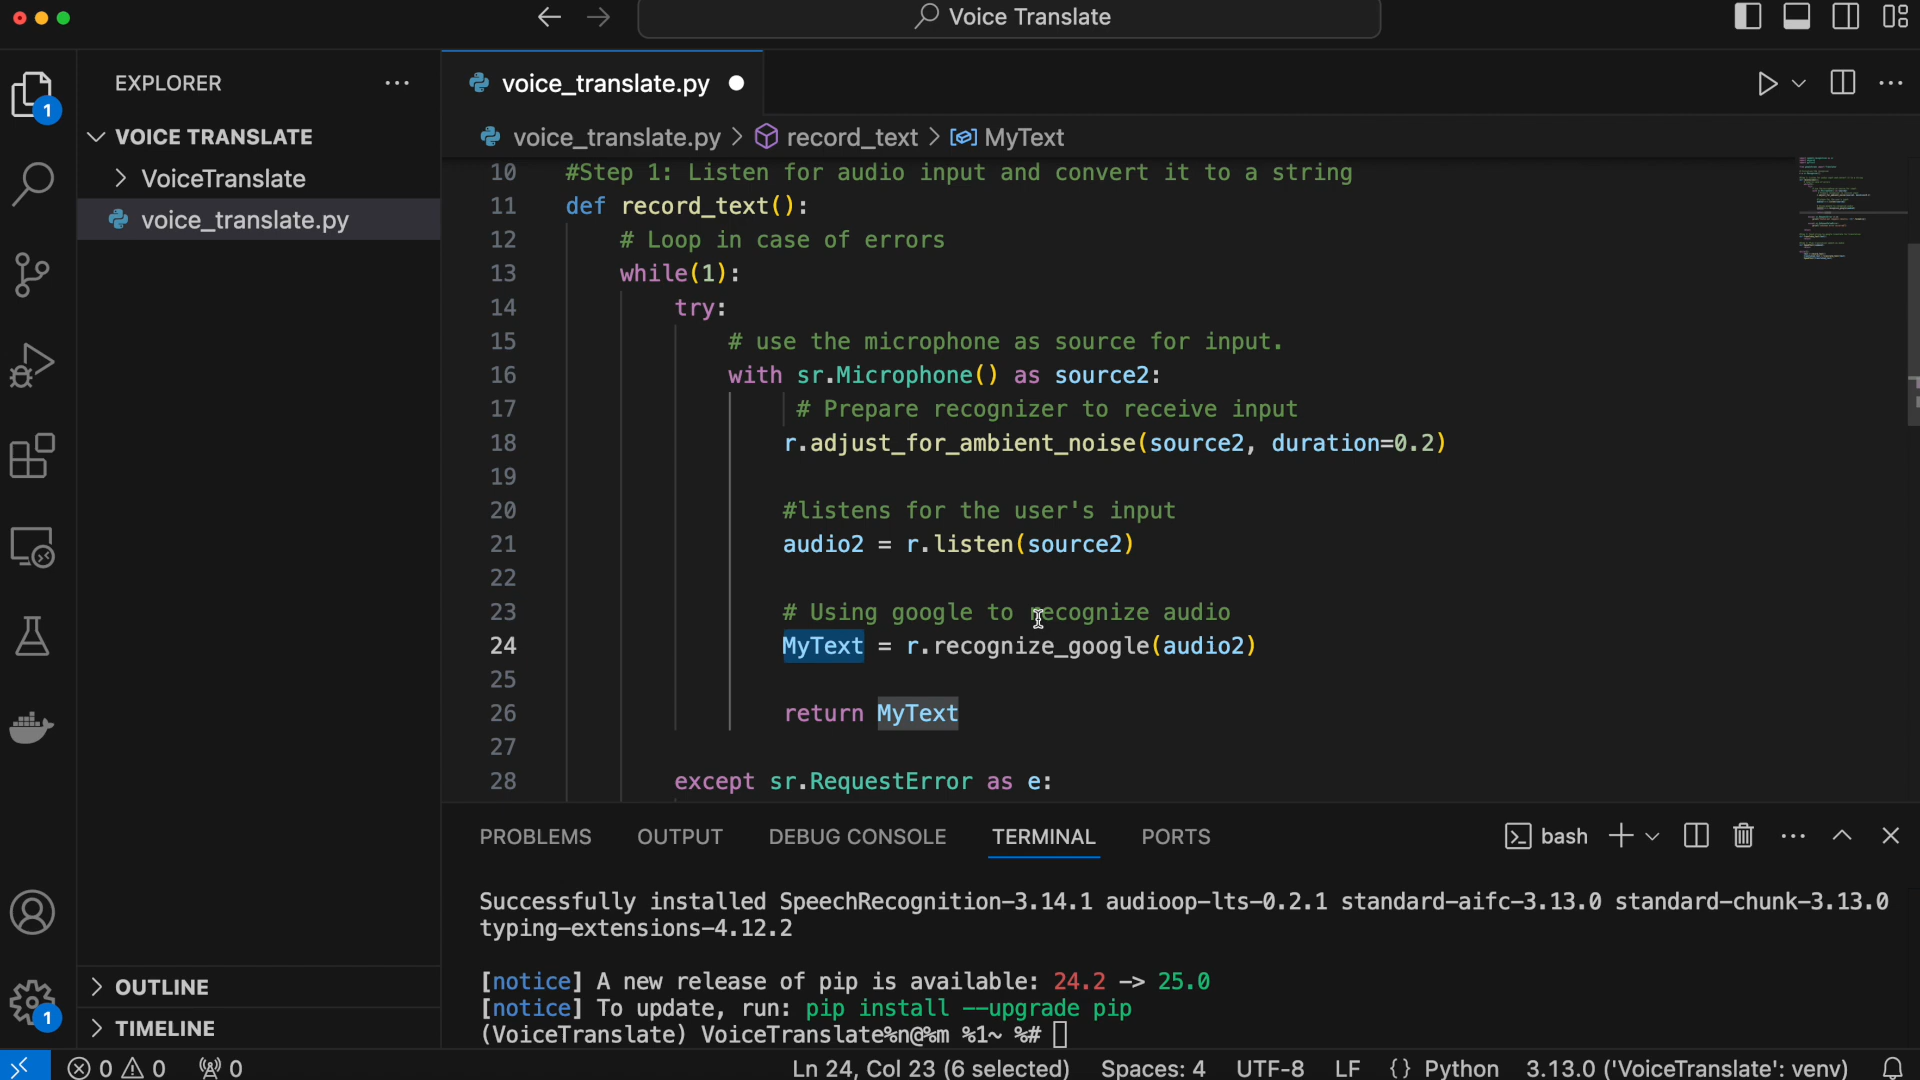 Voice Translate
EXPLORER
1
VOICE TRANSLATE
VoiceTranslate
voice_translate.py
OUTLINE
TIMELINE
1
voice_translate.py
voice_translate.py > record_text > MyText
10 #Step 1: Listen for audio input and convert it to a string
11 def record_text():
12 # Loop in case of errors
13 while(1):
14 try:
15 # use the microphone as source for input.
16 with sr.Microphone() as source2:
17 # Prepare recognizer to receive input
18 r.adjust_for_ambient_noise(source2, duration=0.2)
19
20 #listens for the user's input
21 audio2 = r.listen(source2)
22
23 # Using google to recognize audio
24 MyText = r.recognize_google(audio2)
25
26 return MyText
27
28 except sr.RequestError as e:
PROBLEMS OUTPUT DEBUG CONSOLE TERMINAL PORTS bash
Successfully installed SpeechRecognition-3.14.1 audioop-lts-0.2.1 standard-aifc-3.13.0 standard-chunk-3.13.0
typing-extensions-4.12.2
[notice] A new release of pip is available: 24.2 -> 25.0
[notice] To update, run: pip install --upgrade pip
(VoiceTranslate) VoiceTranslate%n@%m %1~ %#
0 0 0 Ln 24, Col 23 (6 selected) Spaces: 4 UTF-8 LF {} Python 3.13.0 ('VoiceTranslate': venv)